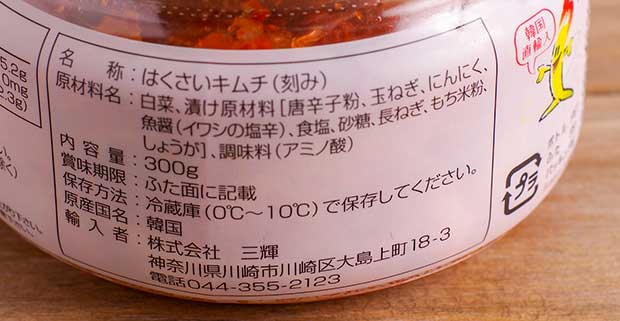 5.2g
0mg
2.3g)
名　　称：はくさいキムチ（刻み）
原材料名：白菜、漬け原材料［唐辛子粉、玉ねぎ、にんにく、
魚醤（イワシの塩辛）、食塩、砂糖、長ねぎ、もち米粉、
しょうが］、調味料（アミノ酸）
内 容 量：300g
賞味期限：ふた面に記載
保存方法：冷蔵庫（0℃～10℃）で保存してください。
原産国名：韓国
輸 入 者：株式会社　三輝
神奈川県川崎市川崎区大島上町18-3
電話044-355-2123
韓国
直輸入
プラ